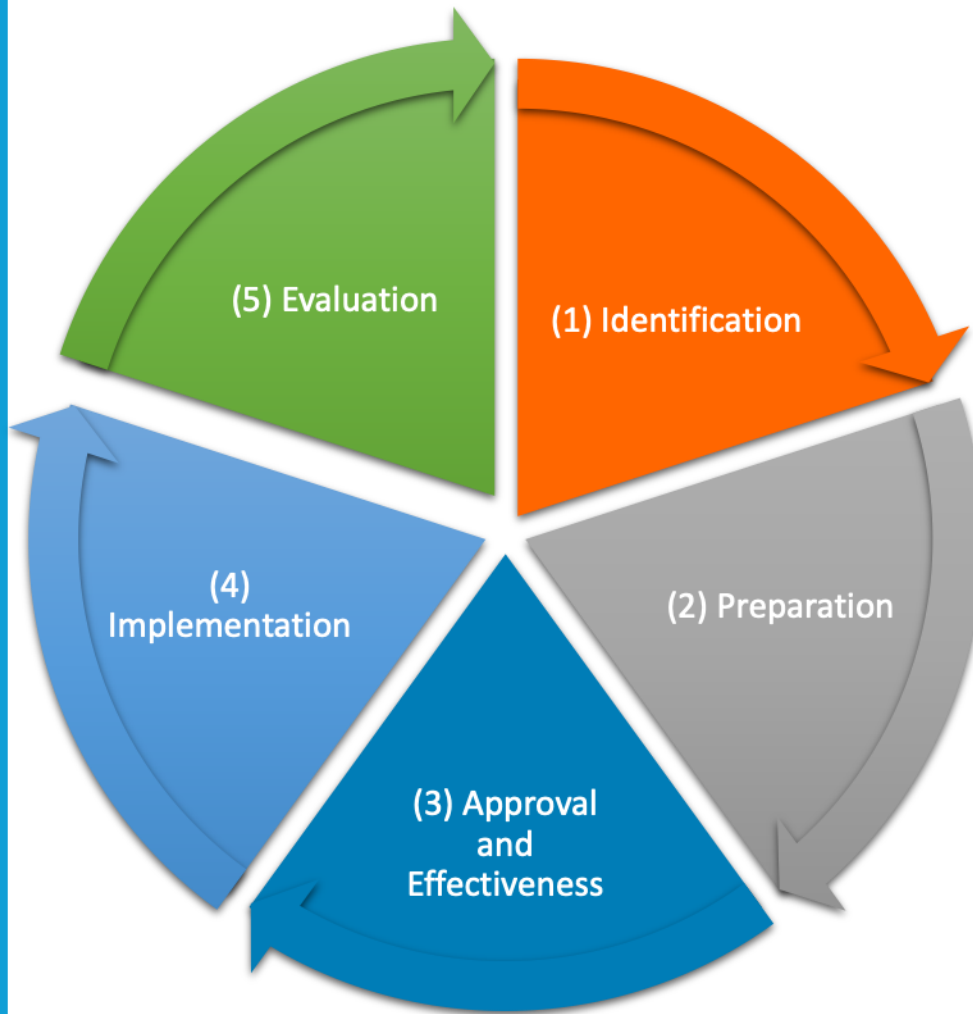 (1) Identification
(2) Preparation
(3) Approval
and
Effectiveness
(4)
Implementation
(5) Evaluation